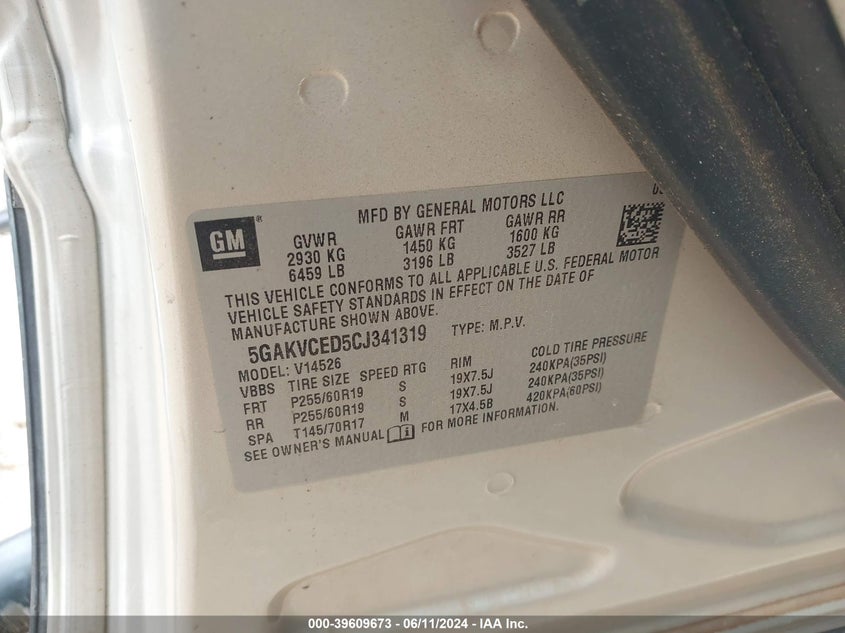 MFD BY GENERAL MOTORS LLC
GM ®
GVWR GAWR FRT GAWR RR
2930 KG 1450 KG 1600 KG
6459 LB 3196 LB 3527 LB
THIS VEHICLE CONFORMS TO ALL APPLICABLE U.S. FEDERAL MOTOR
VEHICLE SAFETY STANDARDS IN EFFECT ON THE DATE OF
MANUFACTURE SHOWN ABOVE.
5GAKVCED5CJ341319 TYPE: M.P.V.
MODEL: V14526
VBBS TIRE SIZE SPEED RTG RIM COLD TIRE PRESSURE
FRT P255/60R19 S 19X7.5J 240KPA(35PSI)
RR P255/60R19 S 19X7.5J 240KPA(35PSI)
SPA T145/70R17 M 17X4.5B 420KPA(60PSI)
SEE OWNER'S MANUAL FOR MORE INFORMATION.
000-39609673 / 06/11/2024 - IAA Inc.